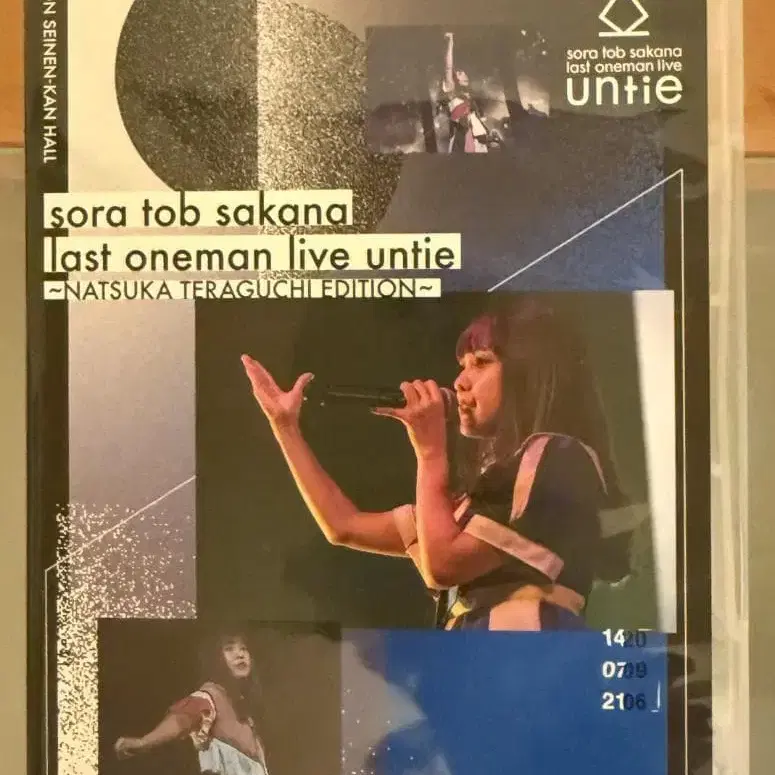 N SEINEN-KAN HALL
sora tob sakana
last oneman live
untie
sora tob sakana
last oneman live untie
~NATSUKA TERAGUCHI EDITION~
1420
0709
2106